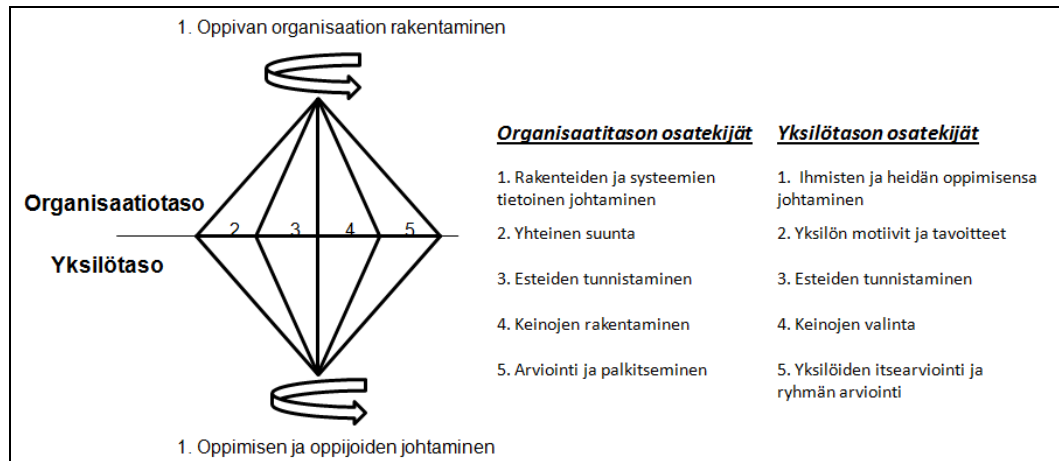 1. Oppivan organisaation rakentaminen
Organisaatiotaso
Yksilötaso
2 3 4 5
1. Oppimisen ja oppijoiden johtaminen
Organisaatitason osatekijät
1. Rakenteiden ja systeemien
tietoinen johtaminen
2. Yhteinen suunta
3. Esteiden tunnistaminen
4. Keinojen rakentaminen
5. Arviointi ja palkitseminen
Yksilötason osatekijät
1. Ihmisten ja heidän oppimisensa
johtaminen
2. Yksilön motiivit ja tavoitteet
3. Esteiden tunnistaminen
4. Keinojen valinta
5. Yksilöiden itsearviointi ja
ryhmän arviointi